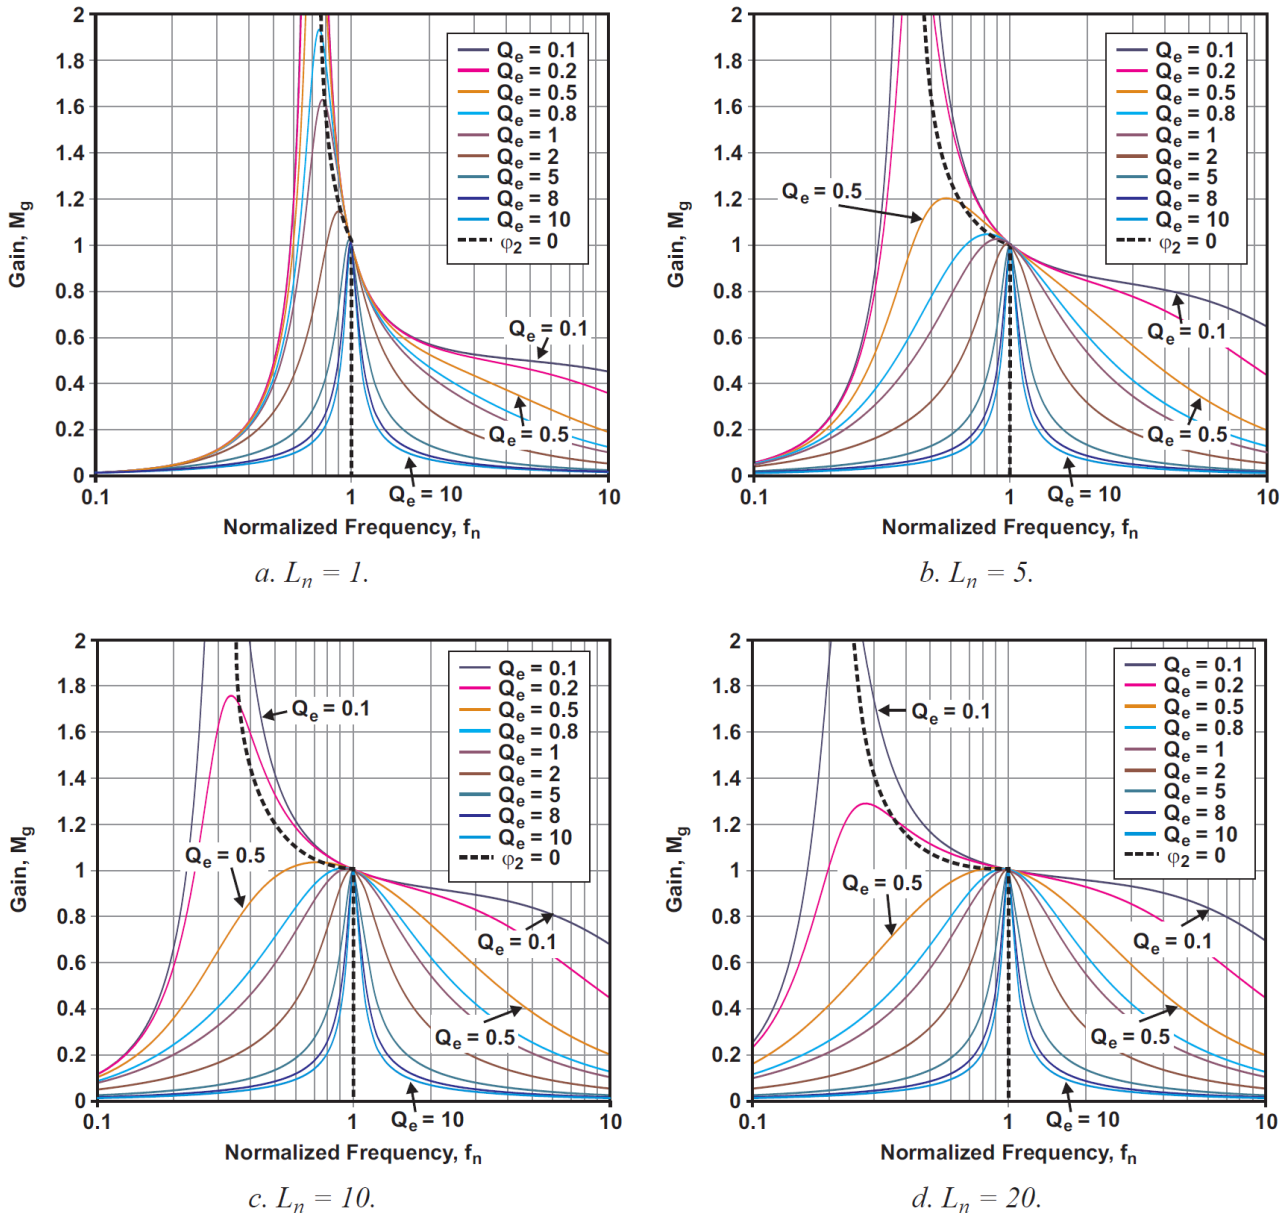 2
1.8
1.6
1.4
1.2
1
0.8
0.6
0.4
0.2
0
Gain, Mg
Qe = 0.1
Qe = 0.2
Qe = 0.5
Qe = 0.8
Qe = 1
Qe = 2
Qe = 5
Qe = 8
Qe = 10
φ2 = 0
Qe = 0.1
Qe = 0.5
Qe = 10
0.1 1 10
Normalized Frequency, fn
a. Ln = 1.
2
1.8
1.6
1.4
1.2
1
0.8
0.6
0.4
0.2
0
Gain, Mg
Qe = 0.1
Qe = 0.2
Qe = 0.5
Qe = 0.8
Qe = 1
Qe = 2
Qe = 5
Qe = 8
Qe = 10
φ2 = 0
Qe = 0.5
Qe = 0.1
Qe = 0.5
Qe = 10
0.1 1 10
Normalized Frequency, fn
b. Ln = 5.
2
1.8
1.6
1.4
1.2
1
0.8
0.6
0.4
0.2
0
Gain, Mg
Qe = 0.1
Qe = 0.2
Qe = 0.5
Qe = 0.8
Qe = 1
Qe = 2
Qe = 5
Qe = 8
Qe = 10
φ2 = 0
Qe = 0.1
Qe = 0.5
Qe = 0.1
Qe = 0.5
Qe = 10
0.1 1 10
Normalized Frequency, fn
c. Ln = 10.
2
1.8
1.6
1.4
1.2
1
0.8
0.6
0.4
0.2
0
Gain, Mg
Qe = 0.1
Qe = 0.2
Qe = 0.5
Qe = 0.8
Qe = 1
Qe = 2
Qe = 5
Qe = 8
Qe = 10
φ2 = 0
Qe = 0.1
Qe = 0.5
Qe = 0.1
Qe = 0.5
Qe = 10
0.1 1 10
Normalized Frequency, fn
d. Ln = 20.